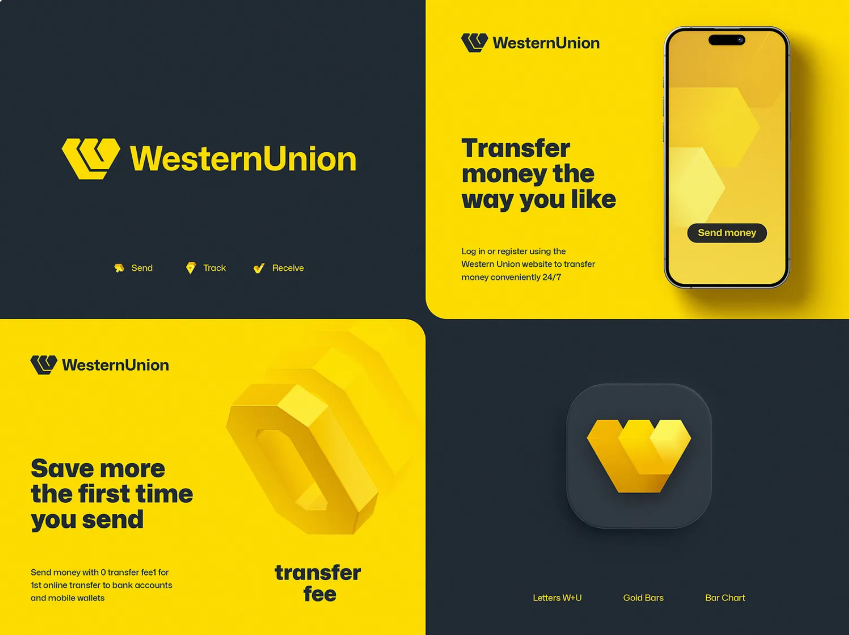 WesternUnion
Send
Track
Receive
WesternUnion
Transfer
money the
way you like
Log in or register using the
Western Union website to transfer
money conveniently 24/7
Send money
WesternUnion
Save more
the first time
you send
Send money with 0 transfer fee1 for
1st online transfer to bank accounts
and mobile wallets
0
transfer
fee
Letters W+U
Gold Bars
Bar Chart